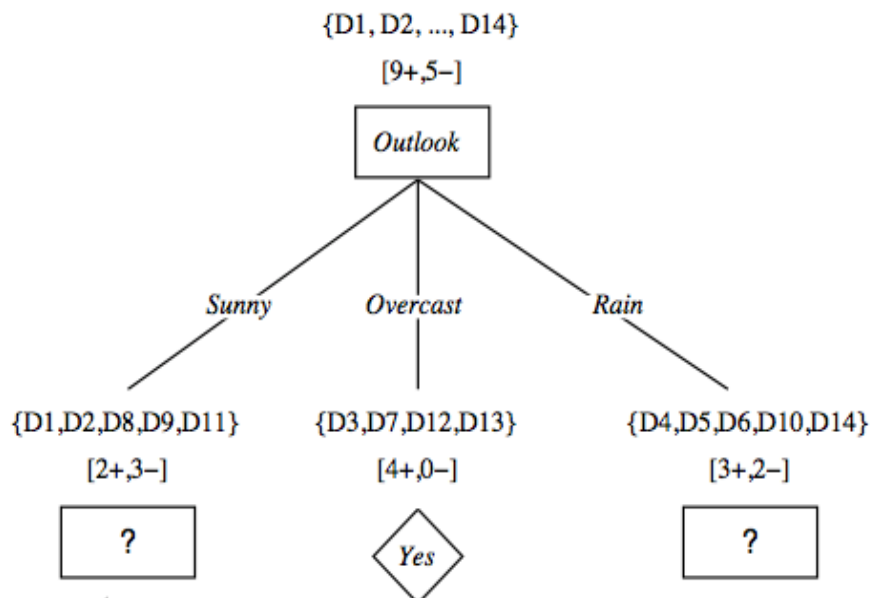 {D1, D2, ..., D14}
[9+,5−]
Outlook
Sunny Overcast Rain
{D1,D2,D8,D9,D11} {D3,D7,D12,D13} {D4,D5,D6,D10,D14}
[2+,3−] [4+,0−] [3+,2−]
? Yes ?